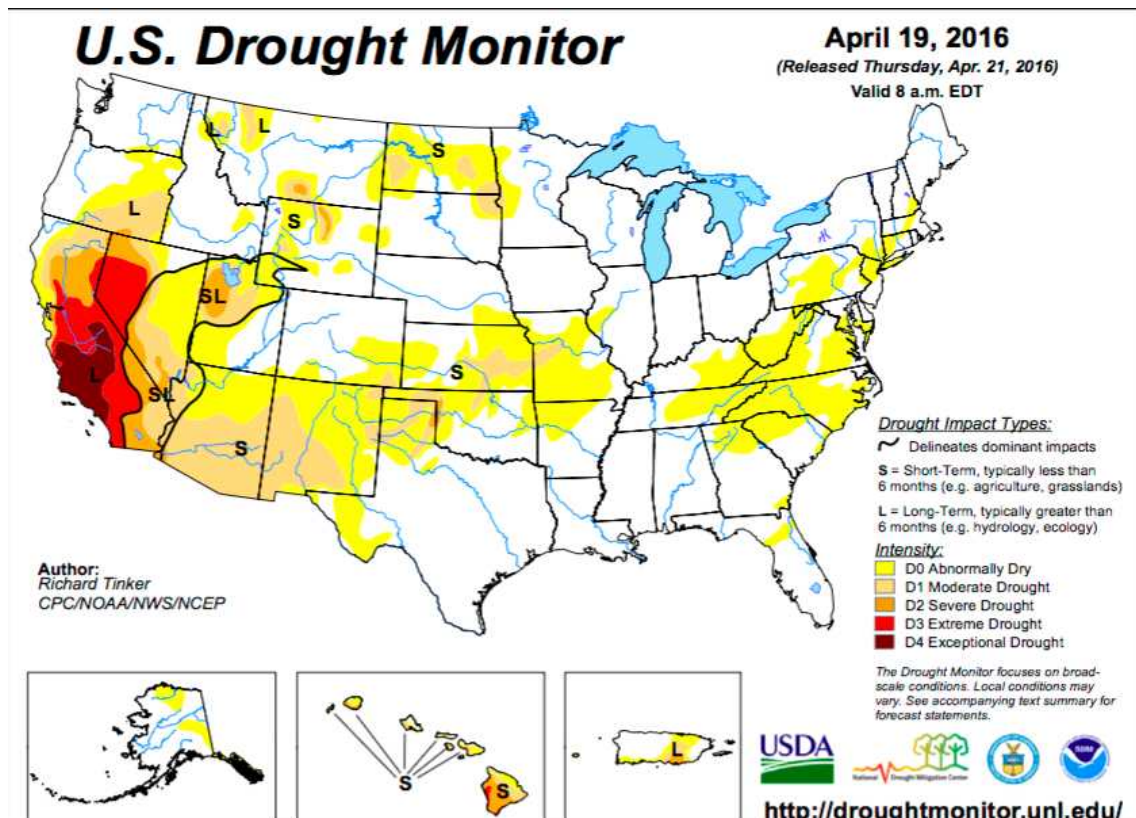 U.S. Drought Monitor
April 19, 2016
(Released Thursday, Apr. 21, 2016)
Valid 8 a.m. EDT
L
L
S
L
S
SL
S
L
SL
S
Drought Impact Types:
Delineates dominant impacts
S = Short-Term, typically less than
6 months (e.g. agriculture, grasslands)
L = Long-Term, typically greater than
6 months (e.g. hydrology, ecology)
Intensity:
D0 Abnormally Dry
D1 Moderate Drought
D2 Severe Drought
D3 Extreme Drought
D4 Exceptional Drought
Author:
Richard Tinker
CPC/NOAA/NWS/NCEP
The Drought Monitor focuses on broad-
scale conditions. Local conditions may
vary. See accompanying text summary for
forecast statements.
S
S
L
USDA
National Drought Mitigation Center
http://droughtmonitor.unl.edu/